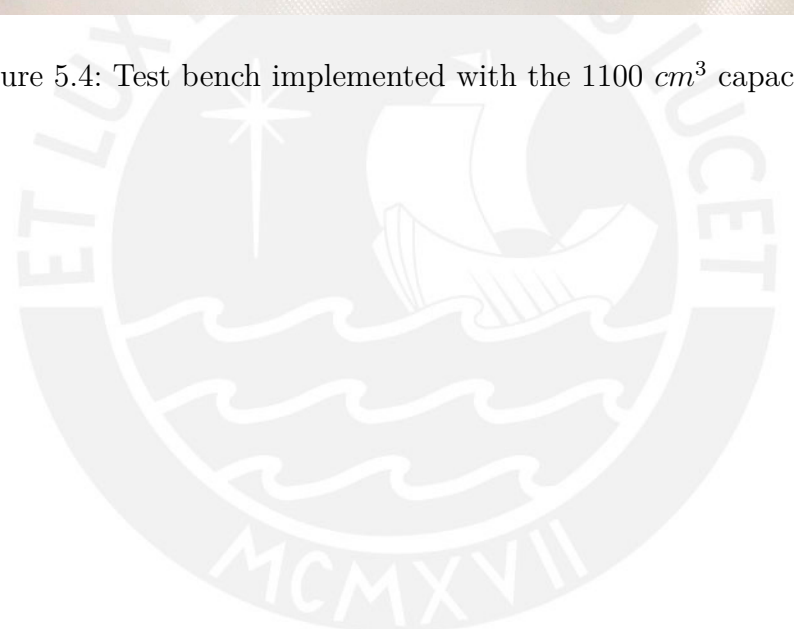 ure 5.4: Test bench implemented with the 1100 cm³ capac
ET LUX
S LUCET
MCMXVII